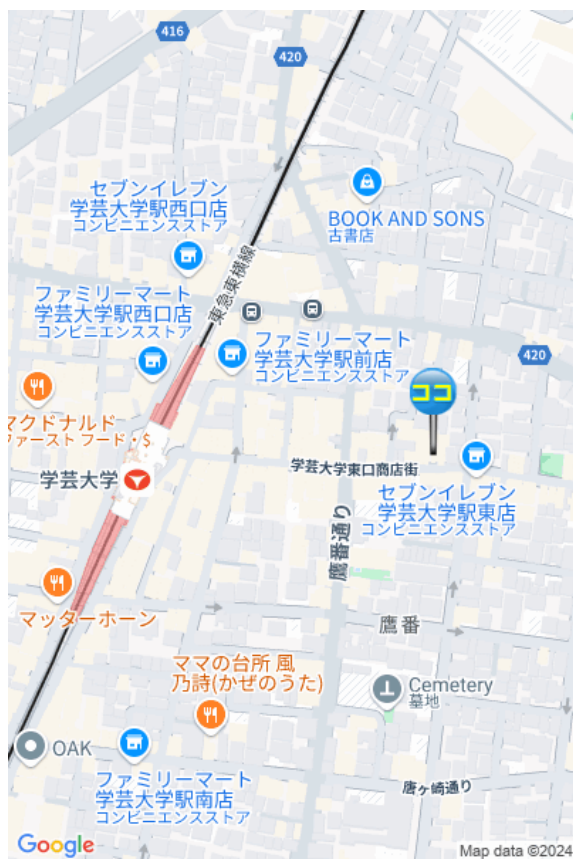 416
420
セブンイレブン
学芸大学駅西口店
コンビニエンスストア
BOOK AND SONS
古書店
東急東横線
ファミリーマート
学芸大学駅西口店
コンビニエンスストア
ファミリーマート
学芸大学駅前店
コンビニエンスストア
420
ココ
マクドナルド
ファースト フード・$
学芸大学
学芸大学東口商店街
セブンイレブン
学芸大学駅東店
コンビニエンスストア
鷹番通り
マッターホーン
鷹番
ママの台所 風
乃詩(かぜのうた)
Cemetery
墓地
OAK
ファミリーマート
学芸大学駅南店
コンビニエンスストア
唐ヶ崎通り
Google
Map data ©2024